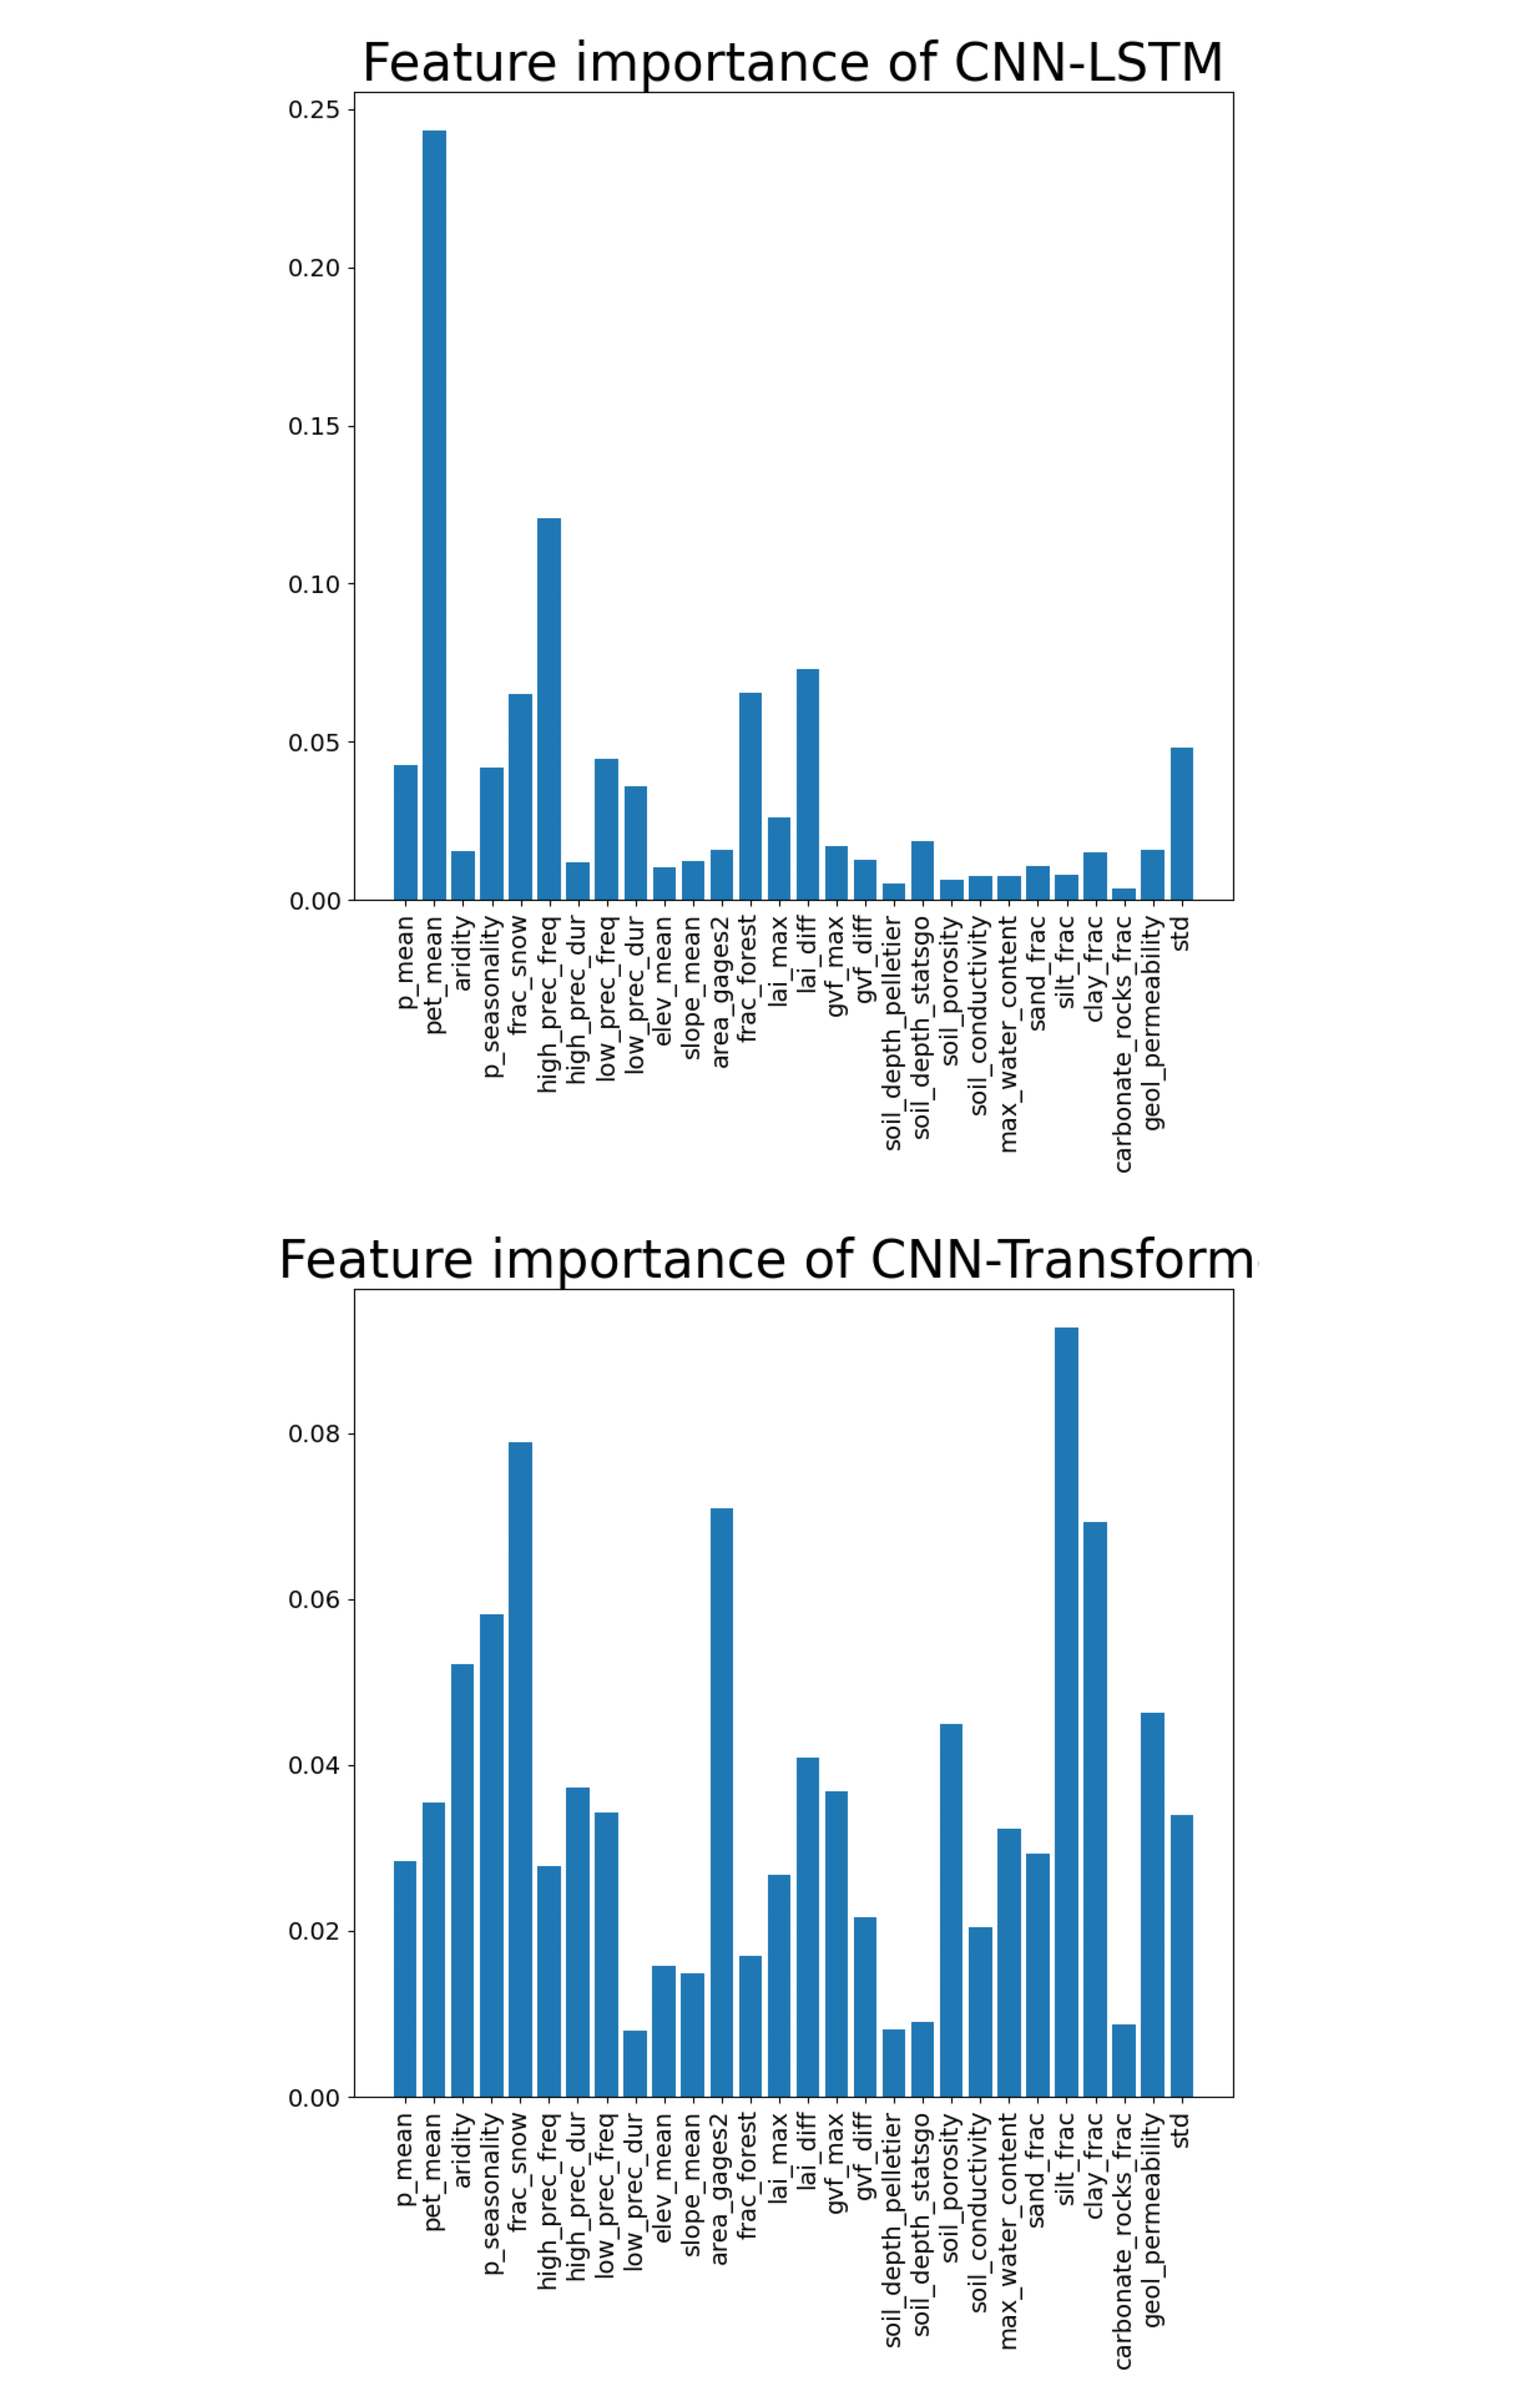 Feature importance of CNN-LSTM
0.25
0.20
0.15
0.10
0.05
0.00
p_mean
pet_mean
aridity
p_seasonality
frac_snow
high_prec_freq
high_prec_dur
low_prec_freq
low_prec_dur
elev_mean
slope_mean
area_gages2
frac_forest
lai_max
lai_diff
gvf_max
gvf_diff
soil_depth_pelletier
soil_depth_statsgo
soil_porosity
soil_conductivity
max_water_content
sand_frac
silt_frac
clay_frac
carbonate_rocks_frac
geol_permeability
std
Feature importance of CNN-Transform
0.08
0.06
0.04
0.02
0.00
p_mean
pet_mean
aridity
p_seasonality
frac_snow
high_prec_freq
high_prec_dur
low_prec_freq
low_prec_dur
elev_mean
slope_mean
area_gages2
frac_forest
lai_max
lai_diff
gvf_max
gvf_diff
soil_depth_pelletier
soil_depth_statsgo
soil_porosity
soil_conductivity
max_water_content
sand_frac
silt_frac
clay_frac
carbonate_rocks_frac
geol_permeability
std